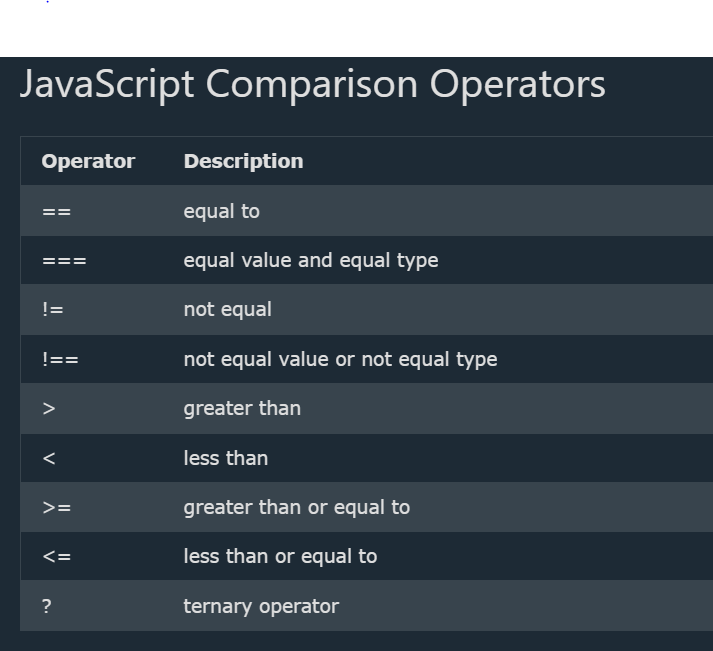 JavaScript Comparison Operators
Operator Description
== equal to
=== equal value and equal type
!= not equal
!== not equal value or not equal type
> greater than
< less than
>= greater than or equal to
<= less than or equal to
? ternary operator